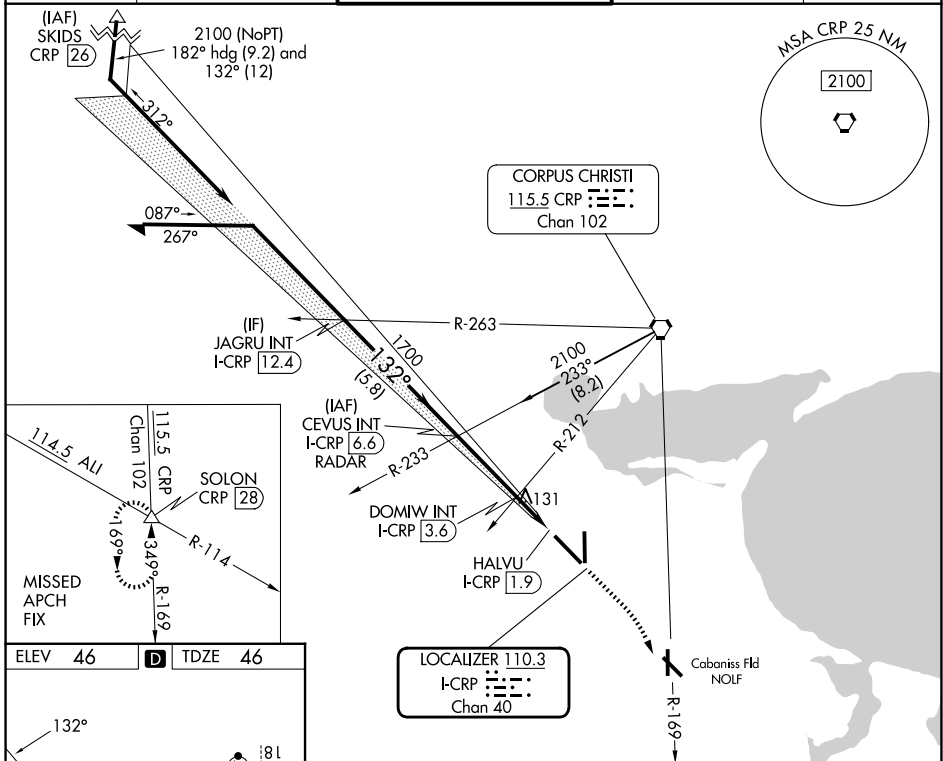 (IAF)
SKIDS
CRP 26
2100 (NoPT)
182° hdg (9.2) and
132° (12)
312°
087°
267°
MSA CRP 25 NM
2100
CORPUS CHRISTI
115.5 CRP
Chan 102
(IF)
JAGRU INT
I-CRP 12.4
R-263
1700
132°
(5.8)
2100
233°
(8.2)
(IAF)
CEVUS INT
I-CRP 6.6
RADAR
R-233
R-212
DOMIW INT
I-CRP 3.6
131
HALVU
I-CRP 1.9
114.5 ALI
115.5 CRP
Chan 102
SOLON
CRP 28
R-114
169°
349°
R-169
MISSED
APCH
FIX
LOCALIZER 110.3
I-CRP
Chan 40
Cabaniss Fld
NOLF
R-169
ELEV 46
D
TDZE 46
132°
18L